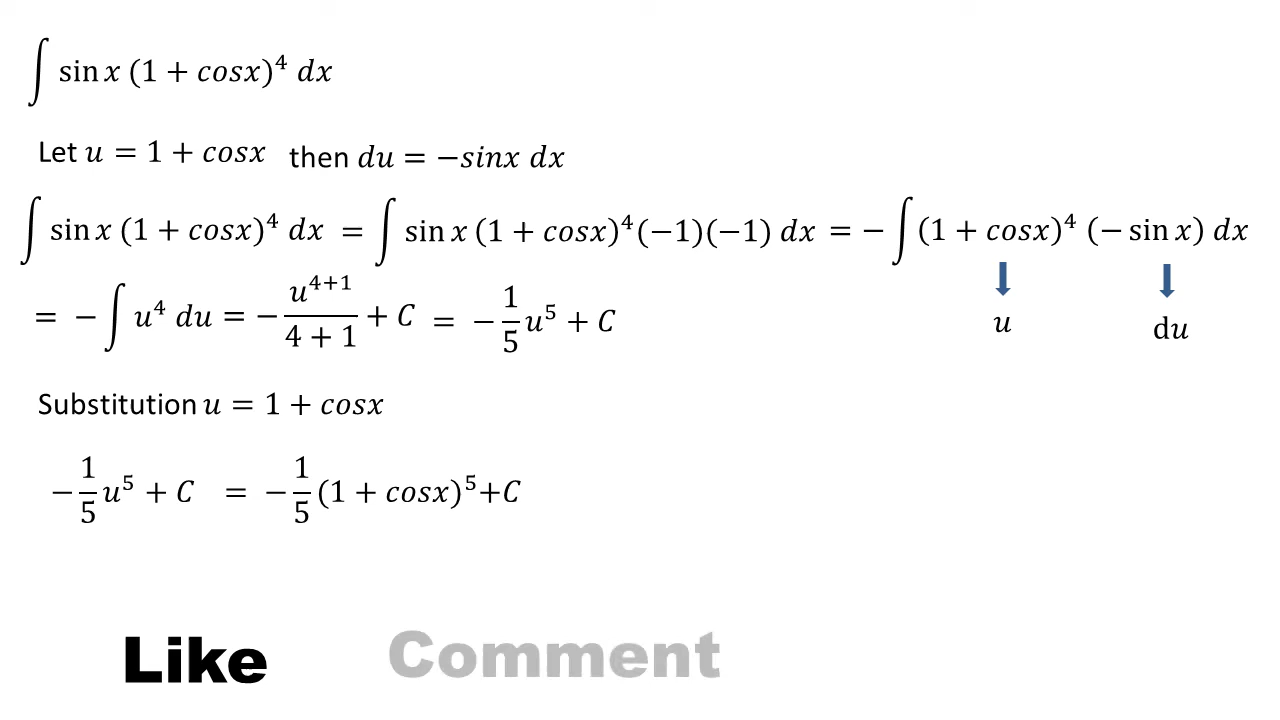 ∫ sin x (1 + cosx)⁴ dx
Let u = 1 + cosx then du = −sinx dx
∫ sin x (1 + cosx)⁴ dx = ∫ sin x (1 + cosx)⁴(−1)(−1) dx = − ∫ (1 + cosx)⁴ (− sin x) dx
u du
= − ∫ u⁴ du = − u⁴⁺¹/4 + 1 + C = − 1/5 u⁵ + C
Substitution u = 1 + cosx
− 1/5 u⁵ + C = − 1/5 (1 + cosx)⁵+C
Like Comment